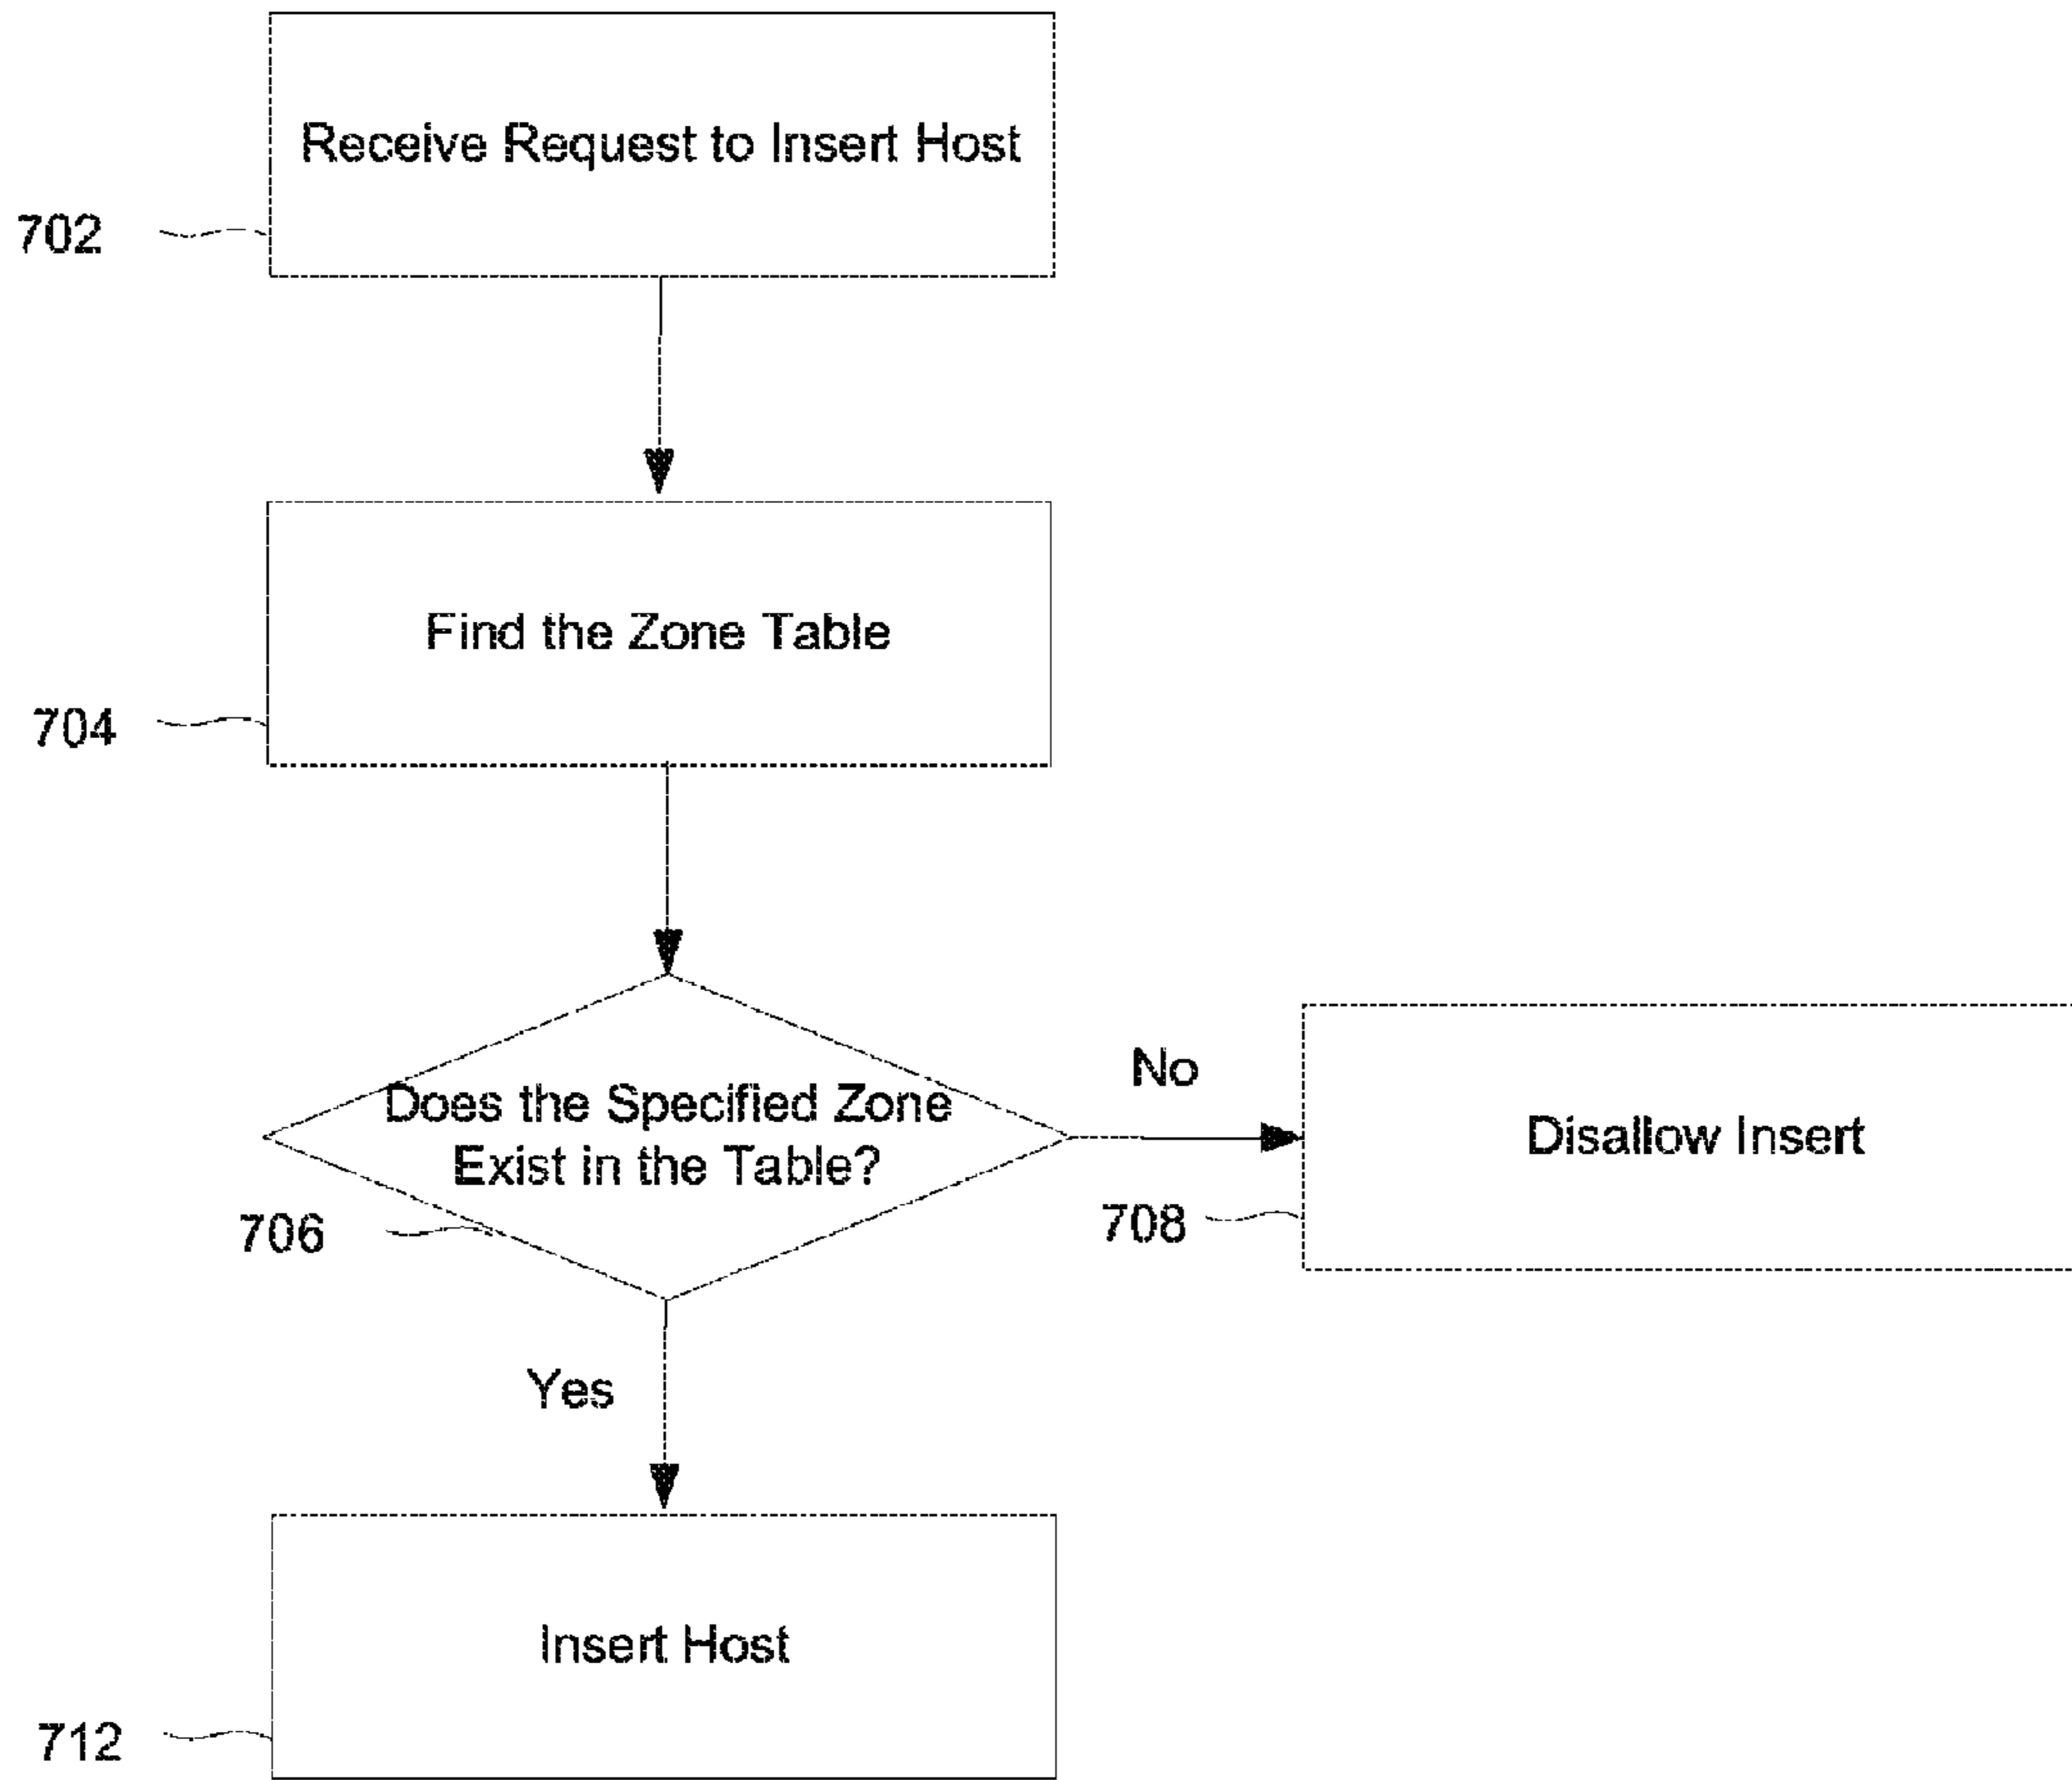 Receive Request to Insert Host
702
Find the Zone Table
704
Does the Specified Zone
Exist in the Table?
706
No
Disallow Insert
708
Yes
Insert Host
712